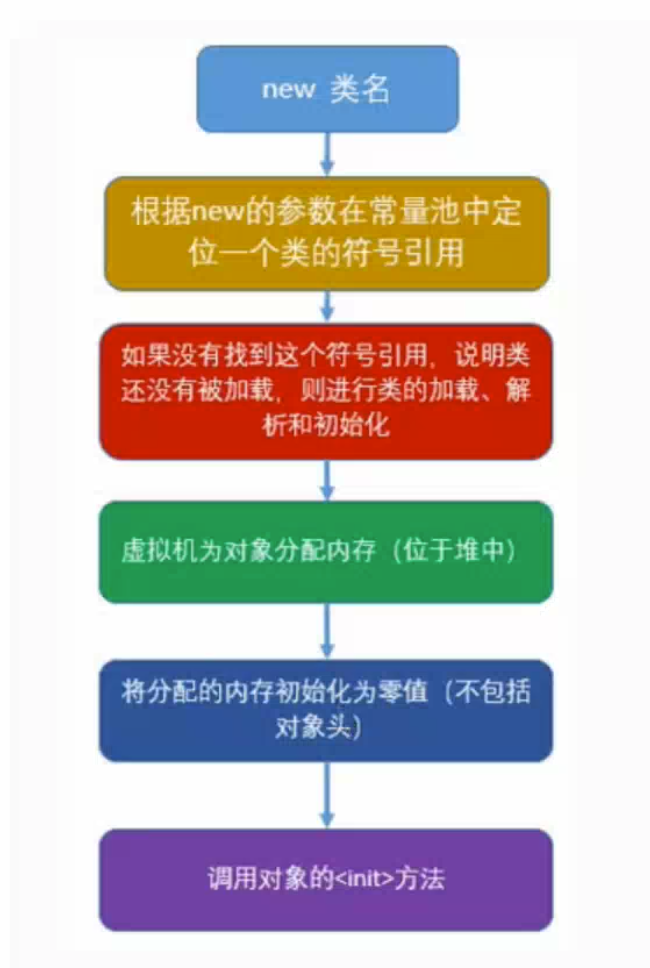 new 类名
根据new的参数在常量池中定
位一个类的符号引用
如果没有找到这个符号引用，说明类
还没有被加载，则进行类的加载、解
析和初始化
虚拟机为对象分配内存（位于堆中）
将分配的内存初始化为零值（不包括
对象头）
调用对象的<init>方法